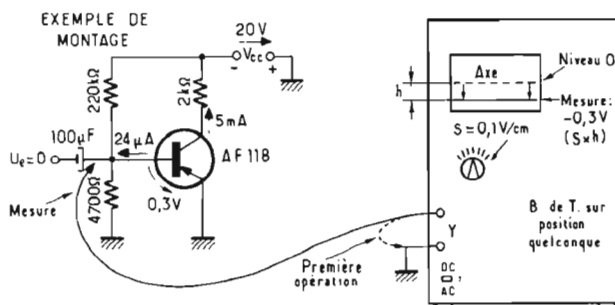 EXEMPLE DE
MONTAGE
20V
Vcc
- +
220kΩ
2kΩ
5mA
100µF
24µA
Ue=0
ΔF 118
0,3V
Mesure
4700Ω
Première
opération
Δxe
Niveau 0
h
Mesure:
-0,3V
(S×h)
S=0,1V/cm
B de T. sur
position
quelconque
Y
DC
AC